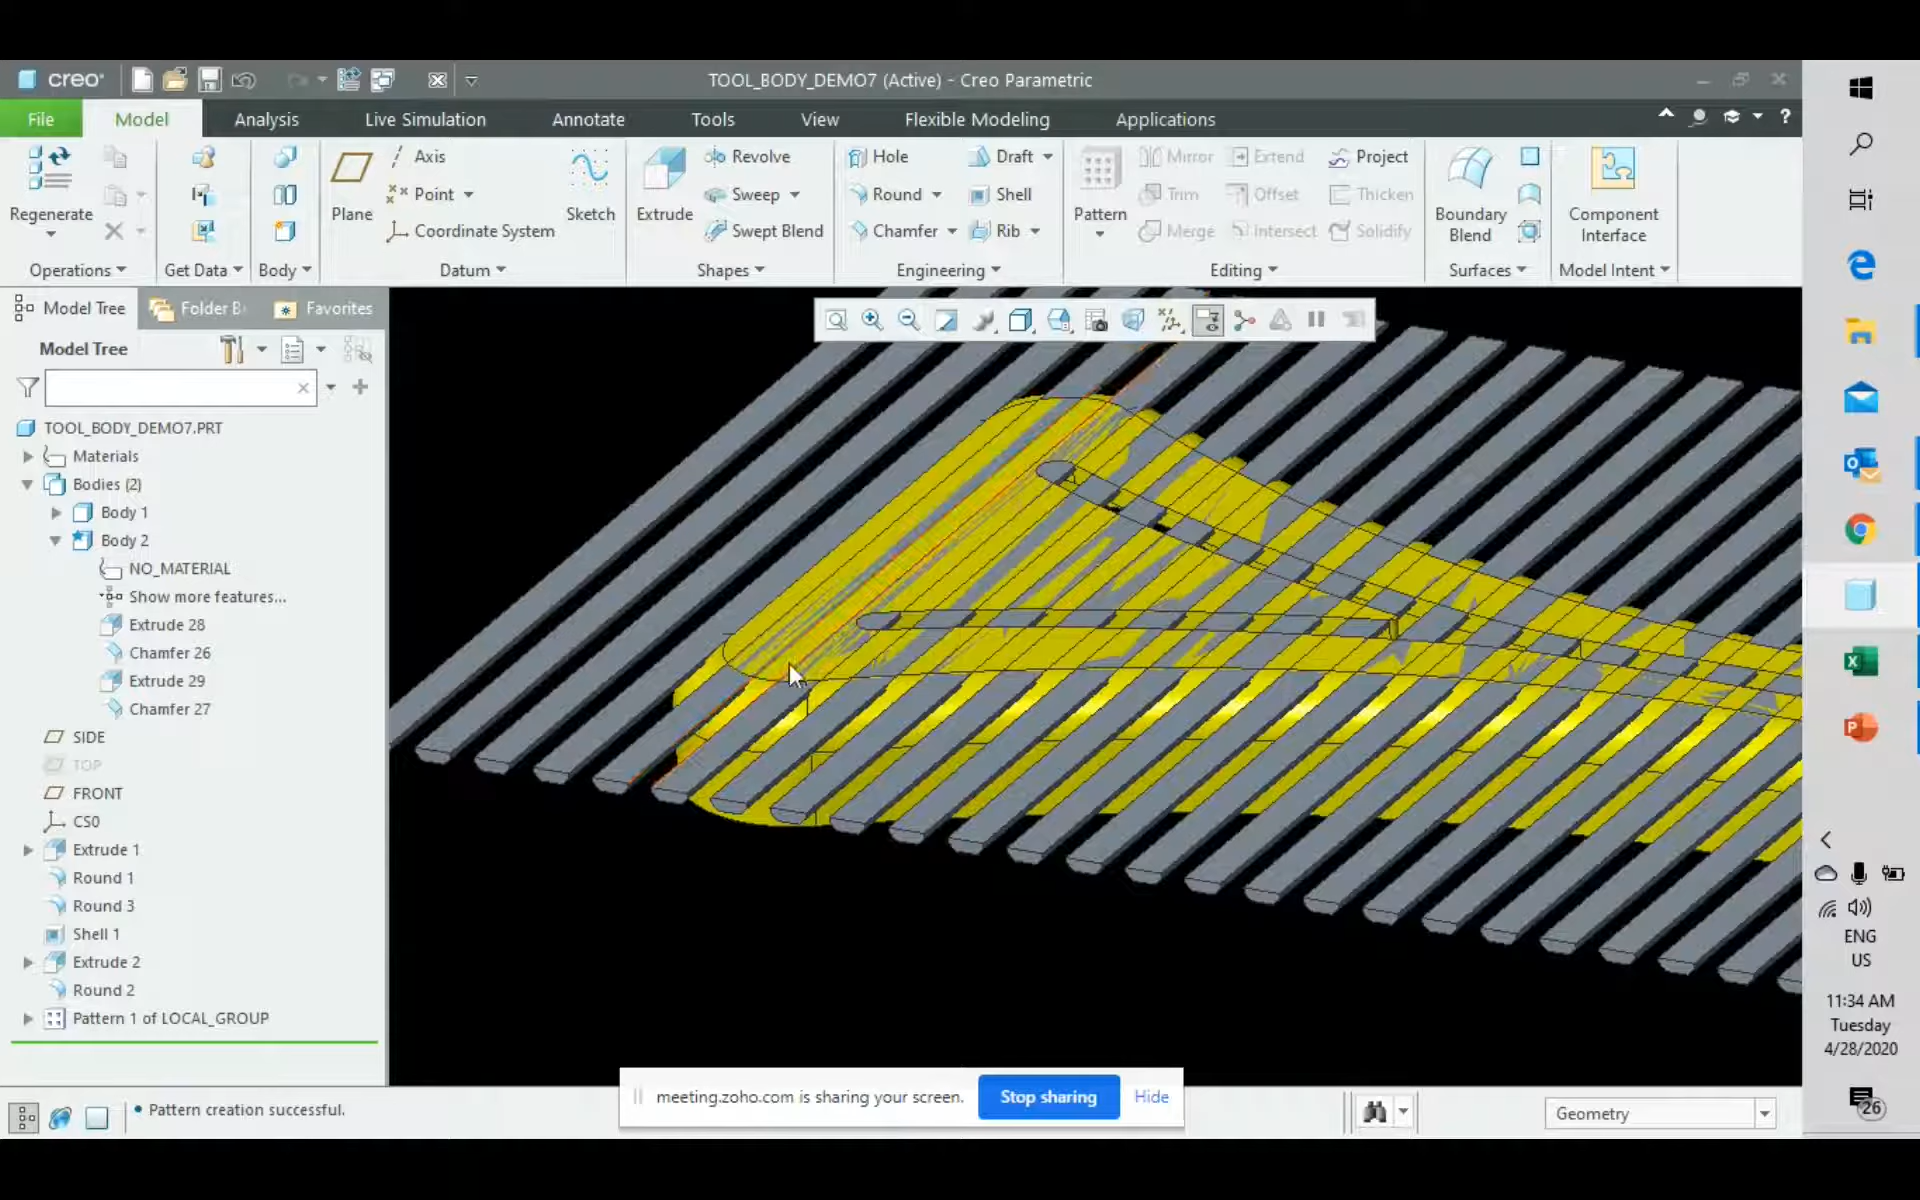 creo
TOOL_BODY_DEMO7 (Active) - Creo Parametric
File Model Analysis Live Simulation Annotate Tools View Flexible Modeling Applications
Regenerate
Operations
Get Data
Body
Plane
Axis
Point
Coordinate System
Sketch
Datum
Extrude
Revolve
Sweep
Swept Blend
Shapes
Hole
Round
Chamfer
Draft
Shell
Rib
Engineering
Pattern
Mirror
Trim
Merge
Extend
Offset
Intersect
Project
Thicken
Solidify
Editing
Boundary
Blend
Surfaces
Component
Interface
Model Intent
Model Tree Folder B Favorites
Model Tree
TOOL_BODY_DEMO7.PRT
Materials
Bodies (2)
Body 1
Body 2
NO_MATERIAL
Show more features...
Extrude 28
Chamfer 26
Extrude 29
Chamfer 27
SIDE
TOP
FRONT
CS0
Extrude 1
Round 1
Round 3
Shell 1
Extrude 2
Round 2
Pattern 1 of LOCAL_GROUP
meeting.zoho.com is sharing your screen. Stop sharing Hide
• Pattern creation successful.
Geometry
ENG
US
11:34 AM
Tuesday
4/28/2020
26